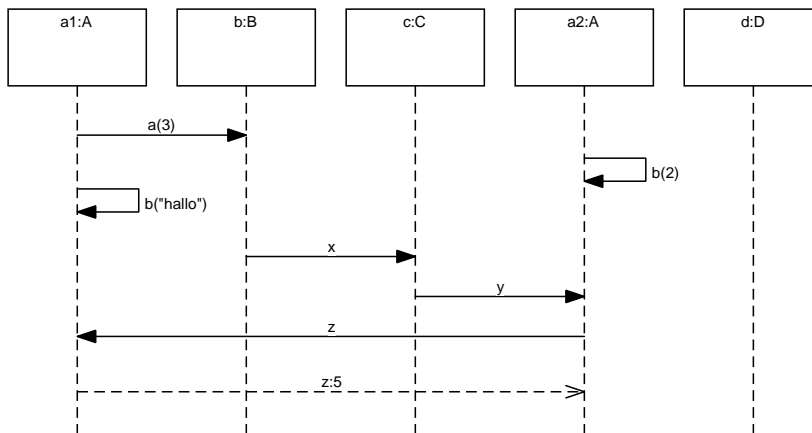 a1:A
b:B
c:C
a2:A
d:D
a(3)
b(2)
b("hallo")
x
y
z
z:5